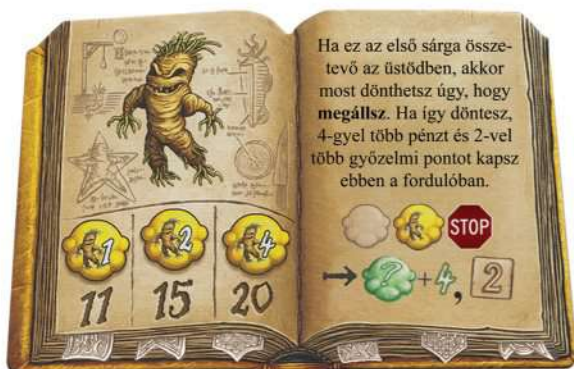 1 2 4
11 15 20
Ha ez az első sárga össze-
tevő az üstödben, akkor
most dönthetsz úgy, hogy
megállsz. Ha így döntesz,
4-gyel több pénzt és 2-vel
több győzelmi pontot kapsz
ebben a fordulóban.
STOP
? +4, 2